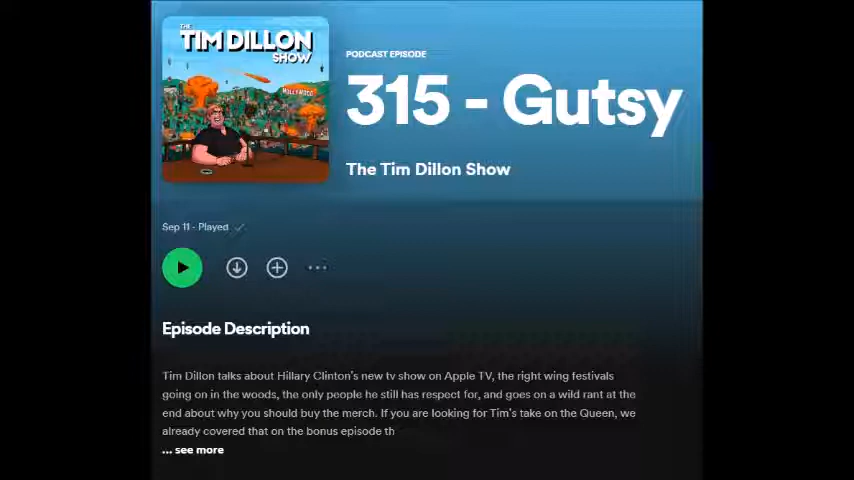 THE
TIM DILLON
SHOW
HOLLYWOOD
PODCAST EPISODE
315 - Gutsy
The Tim Dillon Show
Sep 11 · Played
Episode Description
Tim Dillon talks about Hillary Clinton's new tv show on Apple TV, the right wing festivals
going on in the woods, the only people he still has respect for, and goes on a wild rant at the
end about why you should buy the merch. If you are looking for Tim's take on the Queen, we
already covered that on the bonus episode th
... see more